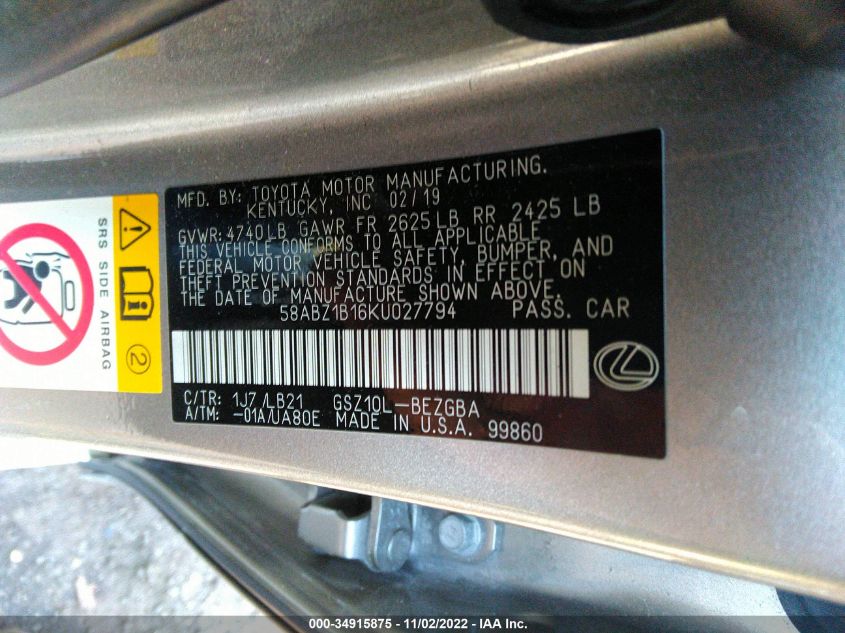 MFD. BY: TOYOTA MOTOR MANUFACTURING.
KENTUCKY, INC 02/19
GVWR: 4740LB GAWR FR 2625LB RR 2425 LB
THIS VEHICLE CONFORMS TO ALL APPLICABLE
FEDERAL MOTOR VEHICLE SAFETY, BUMPER, AND
THEFT PREVENTION STANDARDS IN EFFECT ON
THE DATE OF MANUFACTURE SHOWN ABOVE.
58ABZ1B16KU027794 PASS. CAR
C/TR: 1J7 /LB21 GSZ10L-BEZGBA
A/TM: -01A/UA80E MADE IN U.S.A. 99860
SRS SIDE AIRBAG
2
000-34915875 - 11/02/2022 - IAA Inc.